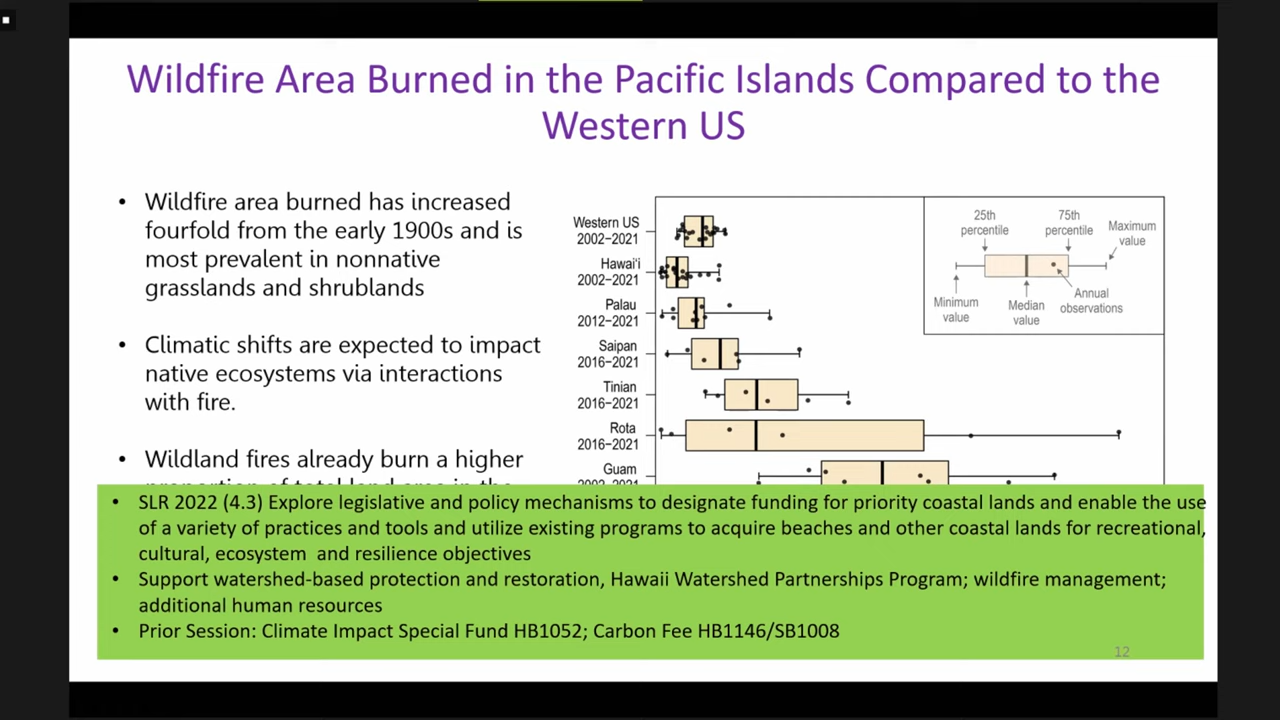 Wildfire Area Burned in the Pacific Islands Compared to the
Western US
• Wildfire area burned has increased
fourfold from the early 1900s and is
most prevalent in nonnative
grasslands and shrublands
• Climatic shifts are expected to impact
native ecosystems via interactions
with fire.
• Wildland fires already burn a higher
Western US
2002–2021
Hawai‘i
2002–2021
Palau
2012–2021
Saipan
2016–2021
Tinian
2016–2021
Rota
2016–2021
Guam
25th
percentile
75th
percentile
Maximum
value
Minimum
value
Median
value
Annual
observations
• SLR 2022 (4.3) Explore legislative and policy mechanisms to designate funding for priority coastal lands and enable the use
of a variety of practices and tools and utilize existing programs to acquire beaches and other coastal lands for recreational,
cultural, ecosystem and resilience objectives
• Support watershed-based protection and restoration, Hawaii Watershed Partnerships Program; wildfire management;
additional human resources
• Prior Session: Climate Impact Special Fund HB1052; Carbon Fee HB1146/SB1008
12